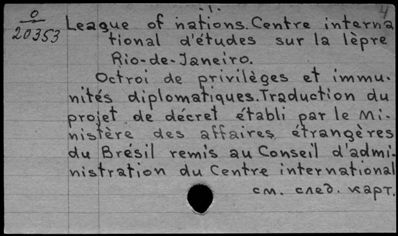 О
20353
4
League of nations. Centre interna
tional d'études sur la lèpre
Rio-de-Janeiro.
Octroi de privilèges et immu-
nités diplomatiques. Traduction du
projet de décret établi par le Mi-
nistère des affaires étrangères
du Brésil remis au Conseil d'admi-
nistration du Centre international
см. след. карт.